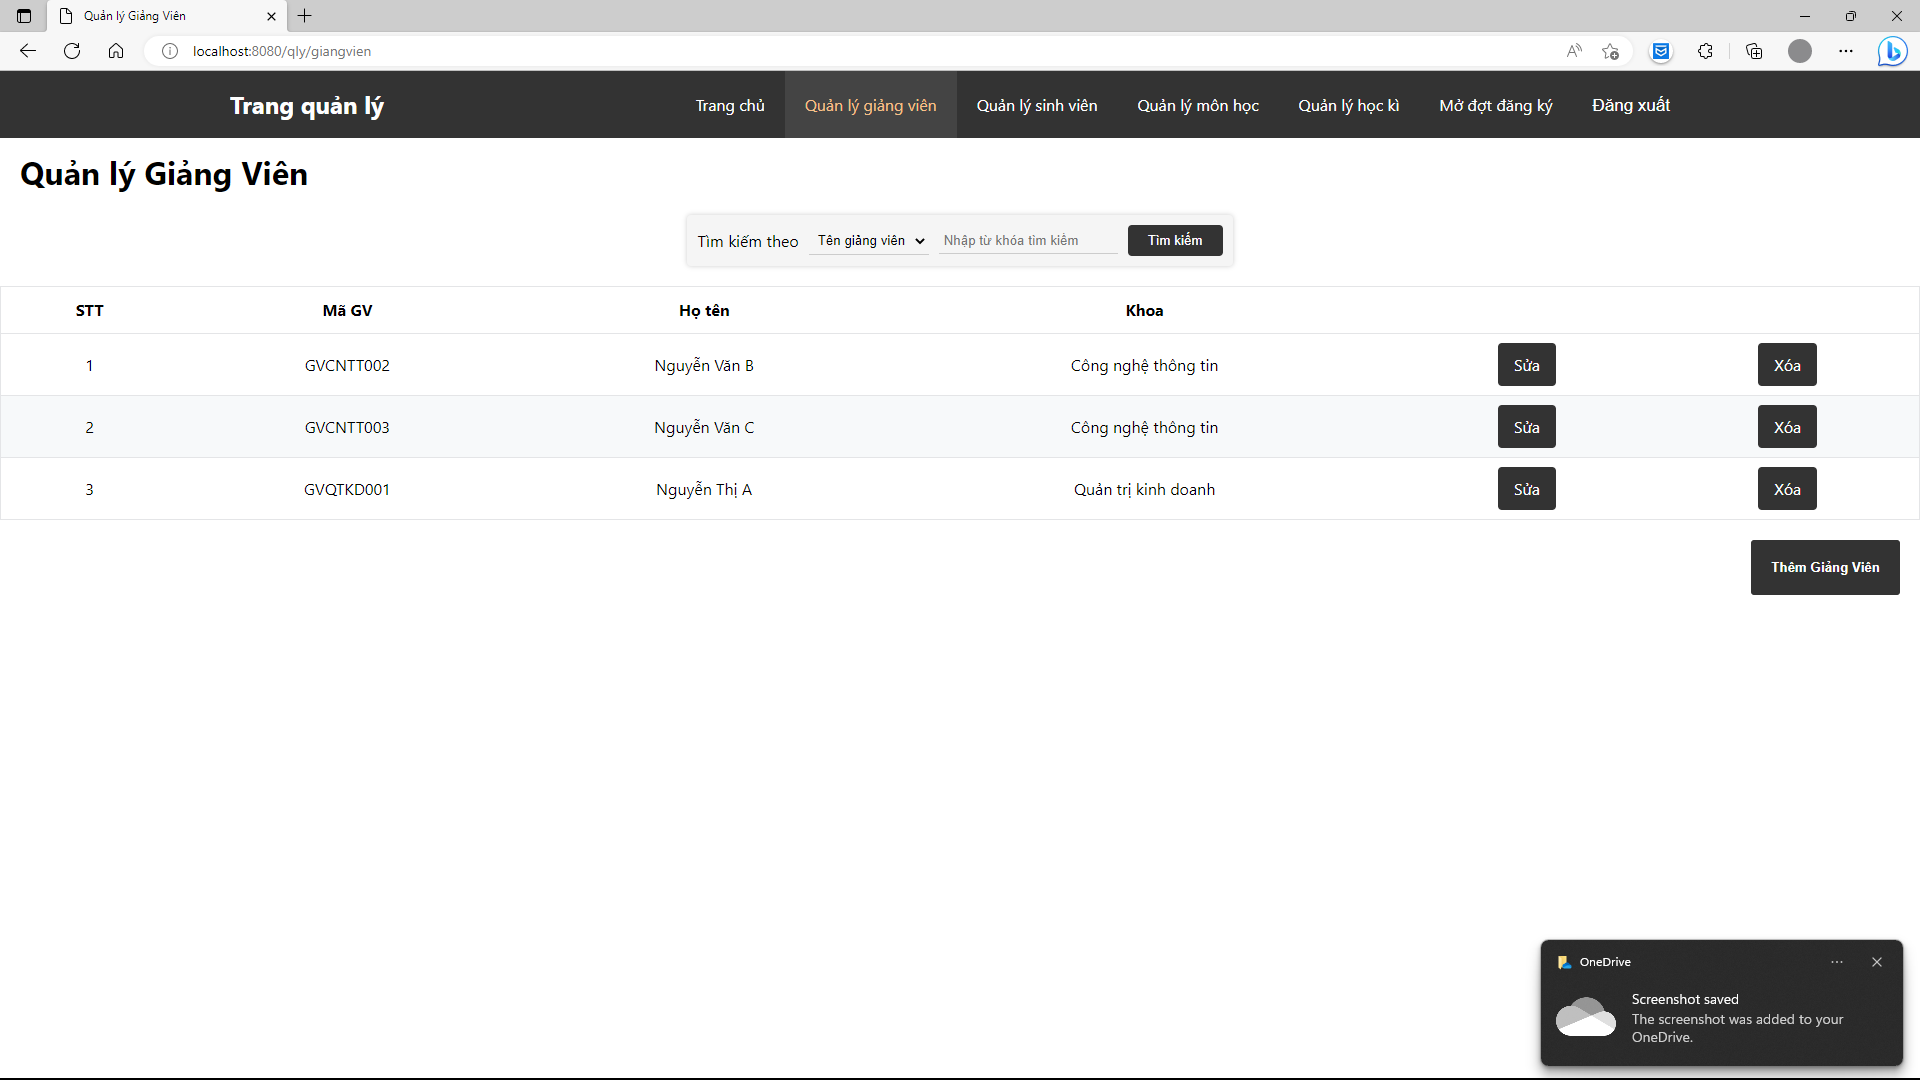 Quản lý Giảng Viên
localhost:8080/qly/giangvien
Trang quản lý
Trang chủ
Quản lý giảng viên
Quản lý sinh viên
Quản lý môn học
Quản lý học kì
Mở đợt đăng ký
Đăng xuất
Quản lý Giảng Viên
Tìm kiếm theo
Tên giảng viên
Nhập từ khóa tìm kiếm
Tìm kiếm
STT Mã GV Họ tên Khoa
1 GVCNTT002 Nguyễn Văn B Công nghệ thông tin Sửa Xóa
2 GVCNTT003 Nguyễn Văn C Công nghệ thông tin Sửa Xóa
3 GVQTKD001 Nguyễn Thị A Quản trị kinh doanh Sửa Xóa
Thêm Giảng Viên
OneDrive
Screenshot saved
The screenshot was added to your
OneDrive.